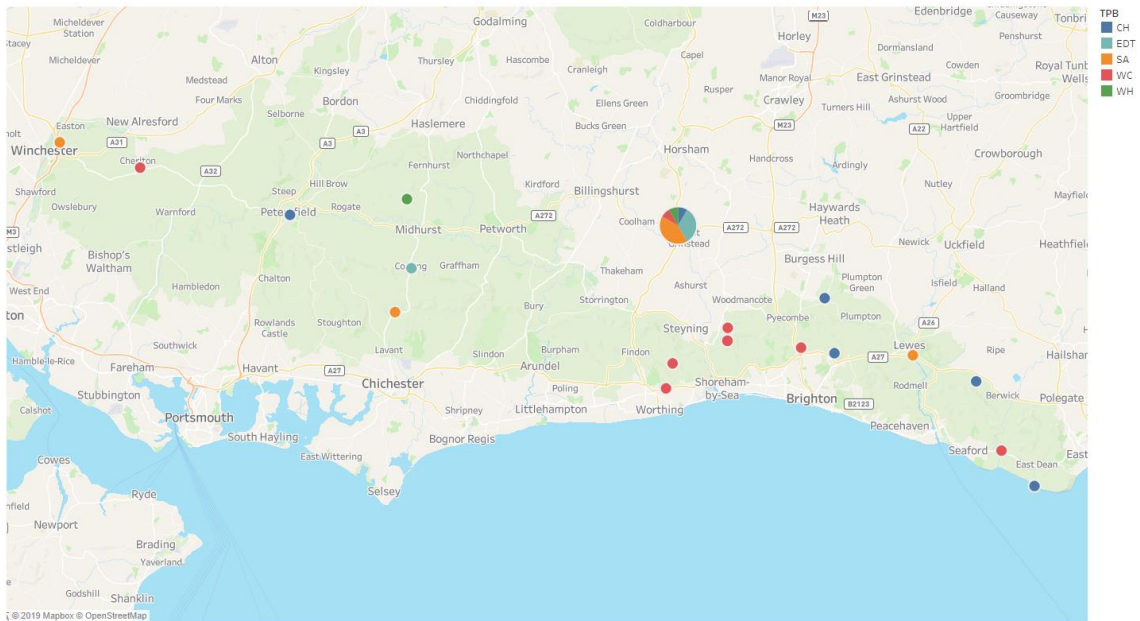 Micheldever
Station
Godalming
Coldharbour
M23
Edenbridge
Causeway
Tonbri
Stacey
Micheldever
Alton
Thursley
Hascombe
Capel
Horley
Dormansland
Penshurst
Kingsley
Cranleigh
Cowden
Medstead
Bordon
Chiddingfold
Rusper
Manor Royal
East Grinstead
Royal Tunb
Wells
Four Marks
Ellens Green
Crawley
Turners Hill
Ashurst Wood
Groombridge
Selborne
A3
Haslemere
Bucks Green
M23
A22
Upper
Hartfield
Easton
New Alresford
Winchester
A31
A3
Northchapel
Horsham
Handcross
Ardingly
Crowborough
Cheriton
A32
Fernhurst
Shawford
Steep
Hill Brow
Kirdford
Billingshurst
Nutley
Mayfield
Owslebury
Warnford
Rogate
A272
Coolham
Haywards
Heath
M3
Midhurst
Petworth
A272
A272
Newick
Uckfield
Heathfield
Bishop's
Waltham
Graffham
Thakeham
Burgess Hill
Chalton
Ashurst
Plumpton
Green
Isfield
Halland
West End
Hambledon
Bury
Storrington
Woodmancote
Rowlands
Castle
Stoughton
Pyecombe
Plumpton
A26
Steyning
Southwick
Lavant
Slindon
Burpham
Findon
Lewes
Ripe
Hailsham
Hamble-le-Rice
Fareham
Havant
A27
Arundel
A27
Stubbington
Chichester
Poling
Shoreham-
by-Sea
Rodmell
Berwick
Polegate
Calshot
Portsmouth
Shripney
Littlehampton
Worthing
Brighton
B2123
Peacehaven
South Hayling
Bognor Regis
Cowes
East Wittering
Seaford
East Dean
East
Ryde
Selsey
Newport
Brading
Yaverland
Godshill
Shanklin
© 2019 Mapbox © OpenStreetMap
TPB
CH
EDT
SA
WC
WH